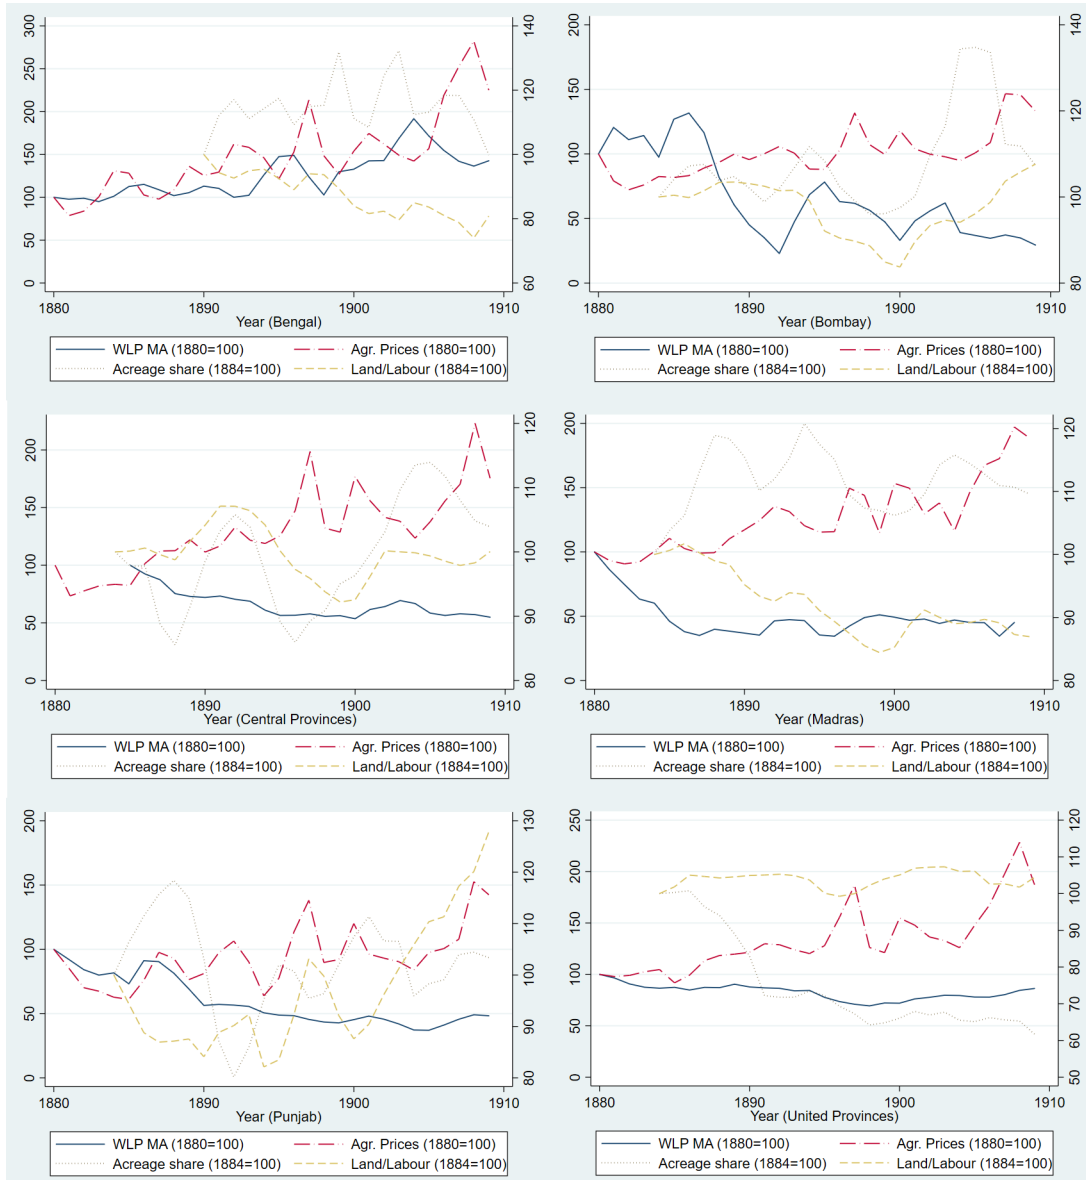 300
250
200
150
100
50
0
140
120
100
80
60
1880 1890 1900 1910
Year (Bengal)
WLP MA (1880=100) Agr. Prices (1880=100)
Acreage share (1884=100) Land/Labour (1884=100)
200
150
100
50
0
140
120
100
80
1880 1890 1900 1910
Year (Bombay)
WLP MA (1880=100) Agr. Prices (1880=100)
Acreage share (1884=100) Land/Labour (1884=100)
200
150
100
50
0
120
110
100
90
80
1880 1890 1900 1910
Year (Central Provinces)
WLP MA (1880=100) Agr. Prices (1880=100)
Acreage share (1884=100) Land/Labour (1884=100)
200
150
100
50
0
120
110
100
90
80
1880 1890 1900 1910
Year (Madras)
WLP MA (1880=100) Agr. Prices (1880=100)
Acreage share (1884=100) Land/Labour (1884=100)
200
150
100
50
0
130
120
110
100
90
80
1880 1890 1900 1910
Year (Punjab)
WLP MA (1880=100) Agr. Prices (1880=100)
Acreage share (1884=100) Land/Labour (1884=100)
250
200
150
100
50
0
120
110
100
90
80
70
60
50
1880 1890 1900 1910
Year (United Provinces)
WLP MA (1880=100) Agr. Prices (1880=100)
Acreage share (1884=100) Land/Labour (1884=100)